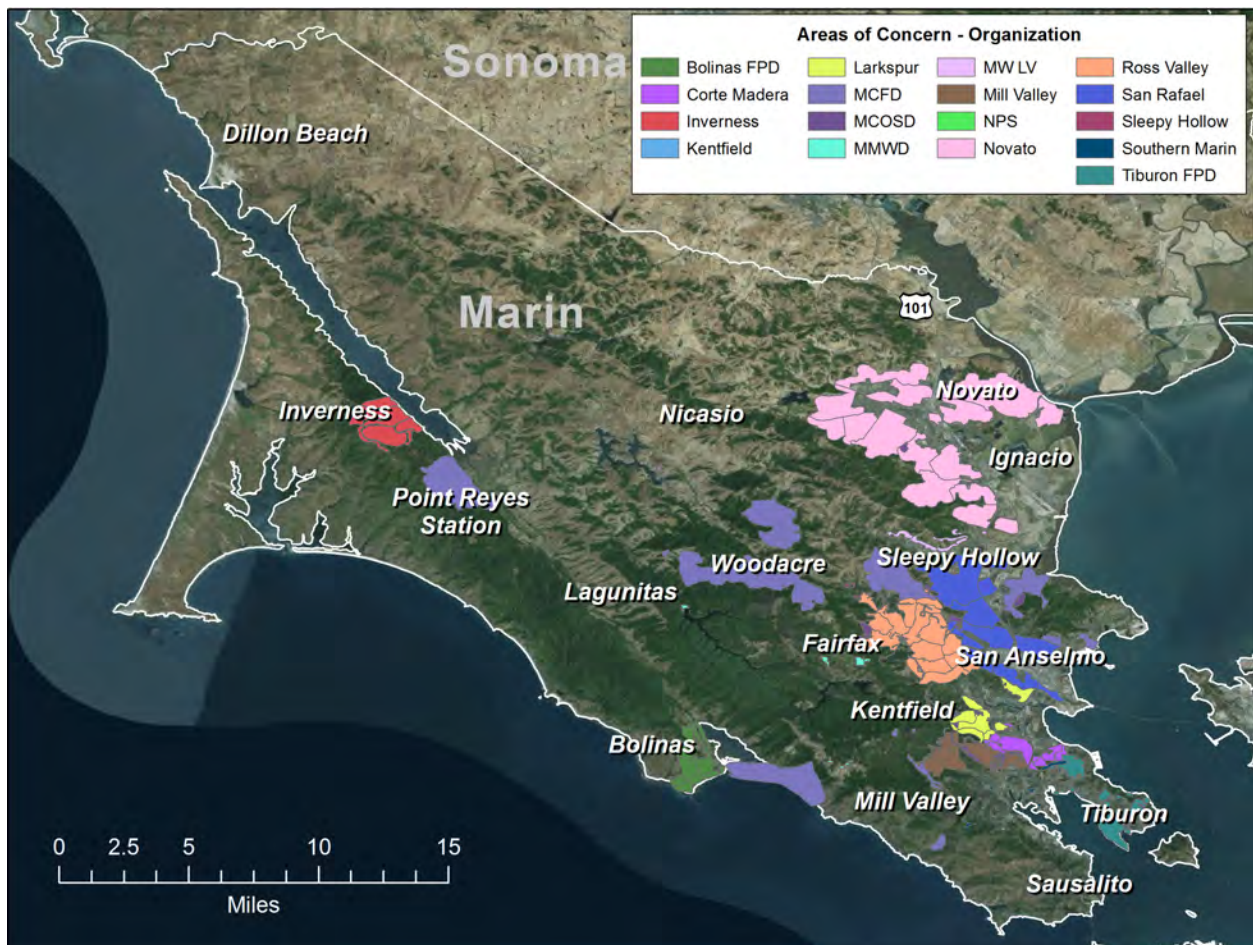 Areas of Concern - Organization
Bolinas FPD
Corte Madera
Inverness
Kentfield
Larkspur
MCFD
MCOSD
MMWD
MW LV
Mill Valley
NPS
Novato
Ross Valley
San Rafael
Sleepy Hollow
Southern Marin
Tiburon FPD
Sonoma
Dillon Beach
Marin
101
Inverness
Nicasio
Novato
Ignacio
Point Reyes
Station
Woodacre
Sleepy Hollow
Lagunitas
Fairfax
San Anselmo
Kentfield
Bolinas
Mill Valley
Tiburon
Sausalito
0 2.5 5 10 15
Miles